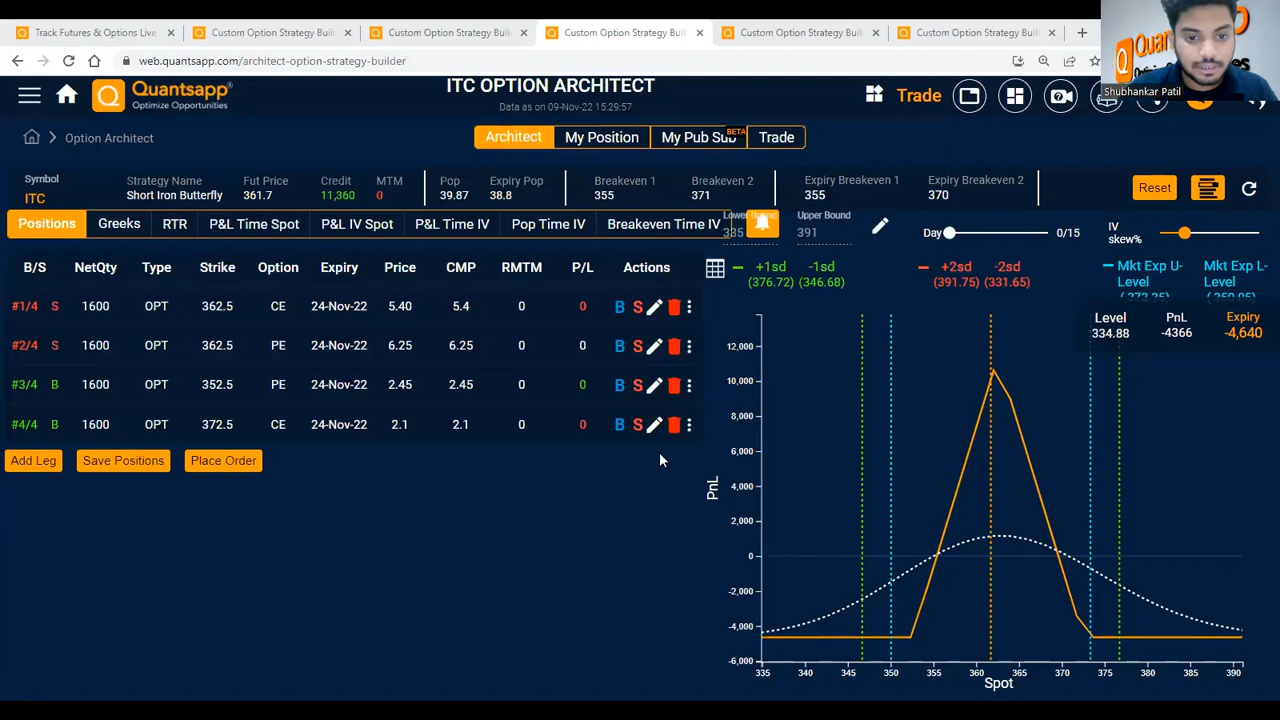 Track Futures & Options Live
Custom Option Strategy Buil
Custom Option Strategy Buil
Custom Option Strategy Buil
Custom Option Strategy Buil
Custom Option Strategy Buil
web.quantsapp.com/architect-option-strategy-builder
Shubhankar Patil
Quantsapp®
Optimize Opportunities
ITC OPTION ARCHITECT
Data as on 09-Nov-22 15:29:57
Trade
Option Architect
Architect
My Position
My Pub Sub
BETA
Trade
Symbol
ITC
Strategy Name
Short Iron Butterfly
Fut Price
361.7
Credit
11,360
MTM
0
Pop
39.87
Expiry Pop
38.8
Breakeven 1
355
Breakeven 2
371
Expiry Breakeven 1
355
Expiry Breakeven 2
370
Reset
Positions
Greeks
RTR
P&L Time Spot
P&L IV Spot
P&L Time IV
Pop Time IV
Breakeven Time IV
Lower Bound
335
Upper Bound
391
Day
0/15
IV
skew%
B/S NetQty Type Strike Option Expiry Price CMP RMTM P/L Actions
#1/4 S 1600 OPT 362.5 CE 24-Nov-22 5.40 5.4 0 0 B S
#2/4 S 1600 OPT 362.5 PE 24-Nov-22 6.25 6.25 0 0 B S
#3/4 B 1600 OPT 352.5 PE 24-Nov-22 2.45 2.45 0 0 B S
#4/4 B 1600 OPT 372.5 CE 24-Nov-22 2.1 2.1 0 0 B S
Add Leg
Save Positions
Place Order
+1sd
(376.72)
-1sd
(346.68)
+2sd
(391.75)
-2sd
(331.65)
Mkt Exp U-
Level
Mkt Exp L-
Level
Level
334.88
PnL
-4366
Expiry
-4,640
12,000
10,000
8,000
6,000
4,000
2,000
0
-2,000
-4,000
-6,000
PnL
335 350 355 360 365 370 375 380 385 390
Spot